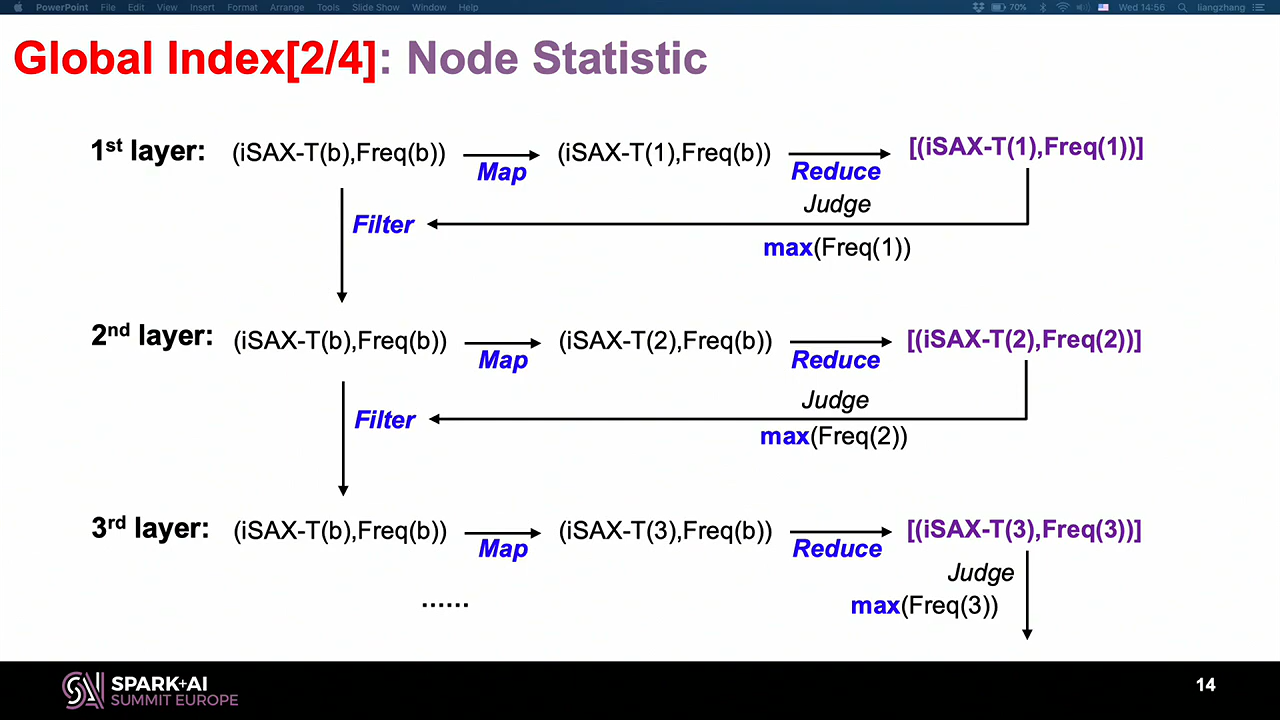 PowerPoint File Edit View Insert Format Arrange Tools Slide Show Window Help 70% Wed 14:56 liangzhang
Global Index[2/4]: Node Statistic
1st layer: (iSAX-T(b),Freq(b)) Map (iSAX-T(1),Freq(b)) Reduce [(iSAX-T(1),Freq(1))]
Judge
Filter
max(Freq(1))
2nd layer: (iSAX-T(b),Freq(b)) Map (iSAX-T(2),Freq(b)) Reduce [(iSAX-T(2),Freq(2))]
Judge
Filter
max(Freq(2))
3rd layer: (iSAX-T(b),Freq(b)) Map (iSAX-T(3),Freq(b)) Reduce [(iSAX-T(3),Freq(3))]
Judge
max(Freq(3))
......
SPARK+AI
SUMMIT EUROPE
14